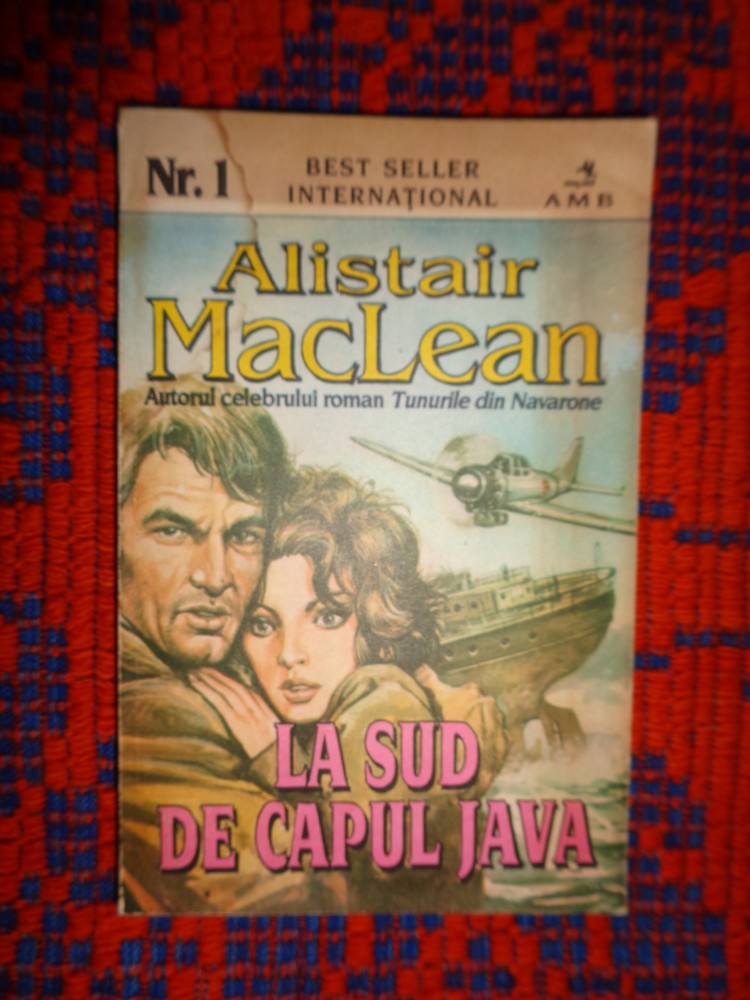 Nr. 1
BEST SELLER
INTERNAȚIONAL
AMB
Alistair
MacLean
Autorul celebrului roman Tunurile din Navarone
LA SUD
DE CAPUL JAVA